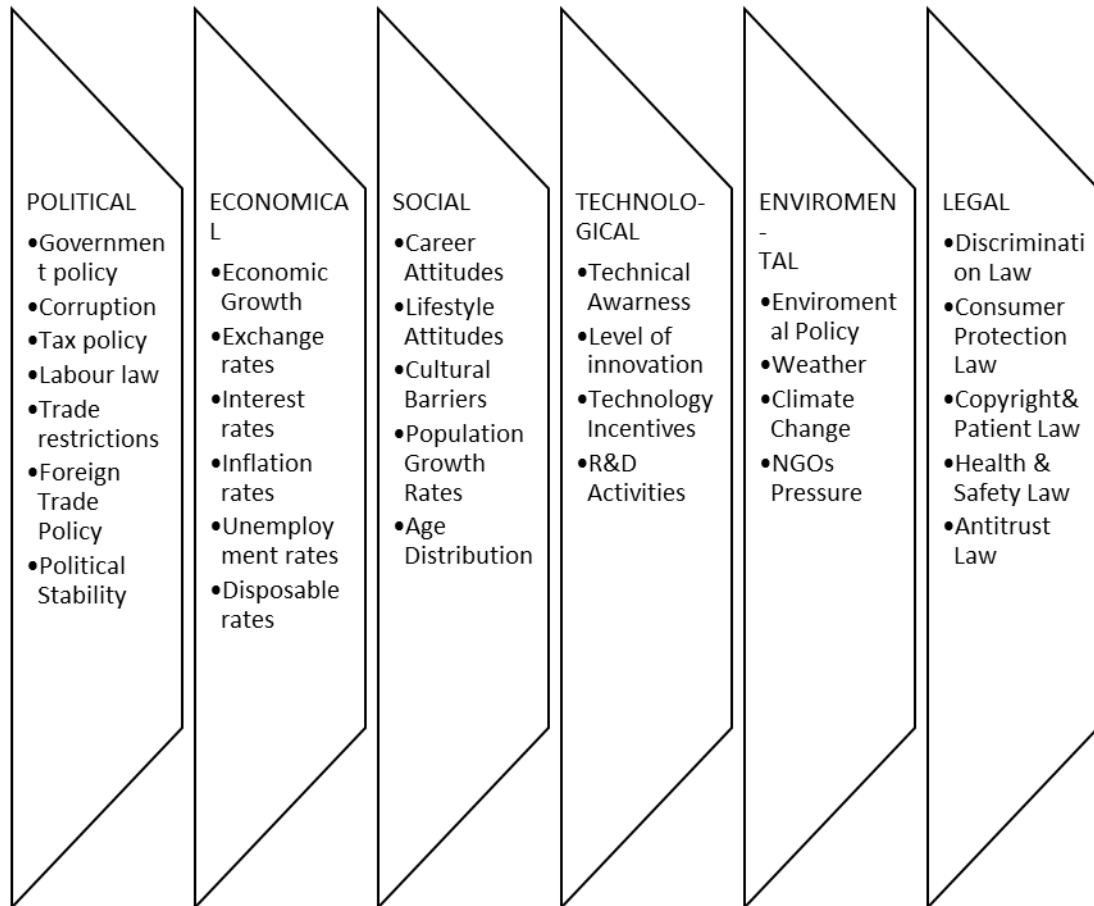 POLITICAL
•Governmen
t policy
•Corruption
•Tax policy
•Labour law
•Trade
restrictions
•Foreign
Trade
Policy
•Political
Stability
ECONOMICA
L
•Economic
Growth
•Exchange
rates
•Interest
rates
•Inflation
rates
•Unemploy
ment rates
•Disposable
rates
SOCIAL
•Career
Attitudes
•Lifestyle
Attitudes
•Cultural
Barriers
•Population
Growth
Rates
•Age
Distribution
TECHNOLO-
GICAL
•Technical
Awarness
•Level of
innovation
•Technology
Incentives
•R&D
Activities
ENVIROMEN
-
TAL
•Enviroment
al Policy
•Weather
•Climate
Change
•NGOs
Pressure
LEGAL
•Discriminati
on Law
•Consumer
Protection
Law
•Copyright&
Patient Law
•Health &
Safety Law
•Antitrust
Law